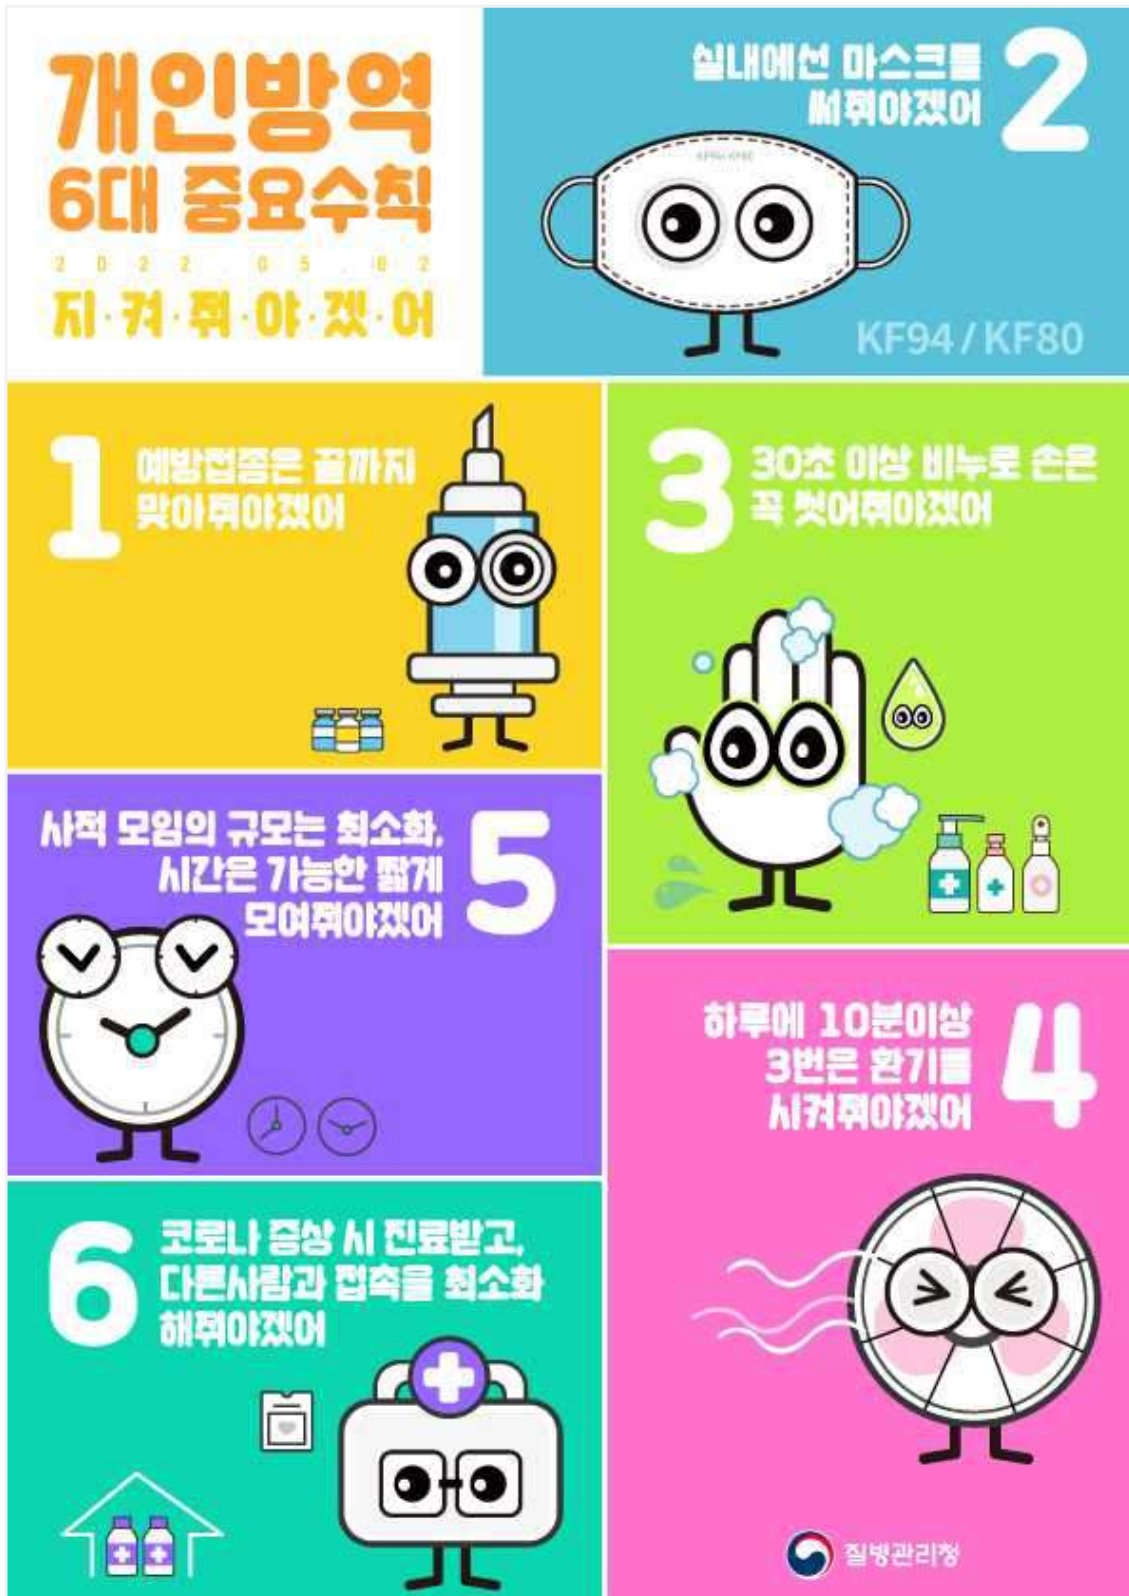 개인방역
6대 중요수칙
2022.05.02
지·켜·줘·야·겠·어
1
예방접종은 끝까지
맞아줘야겠어
2
실내에선 마스크를
써줘야겠어
KF94 KF80
KF94 / KF80
3
30초 이상 비누로 손은
꼭 씻어줘야겠어
4
하루에 10분이상
3번은 환기를
시켜줘야겠어
5
사적 모임의 규모는 최소화,
시간은 가능한 짧게
모여줘야겠어
6
코로나 증상 시 진료받고,
다른사람과 접촉을 최소화
해줘야겠어
질병관리청